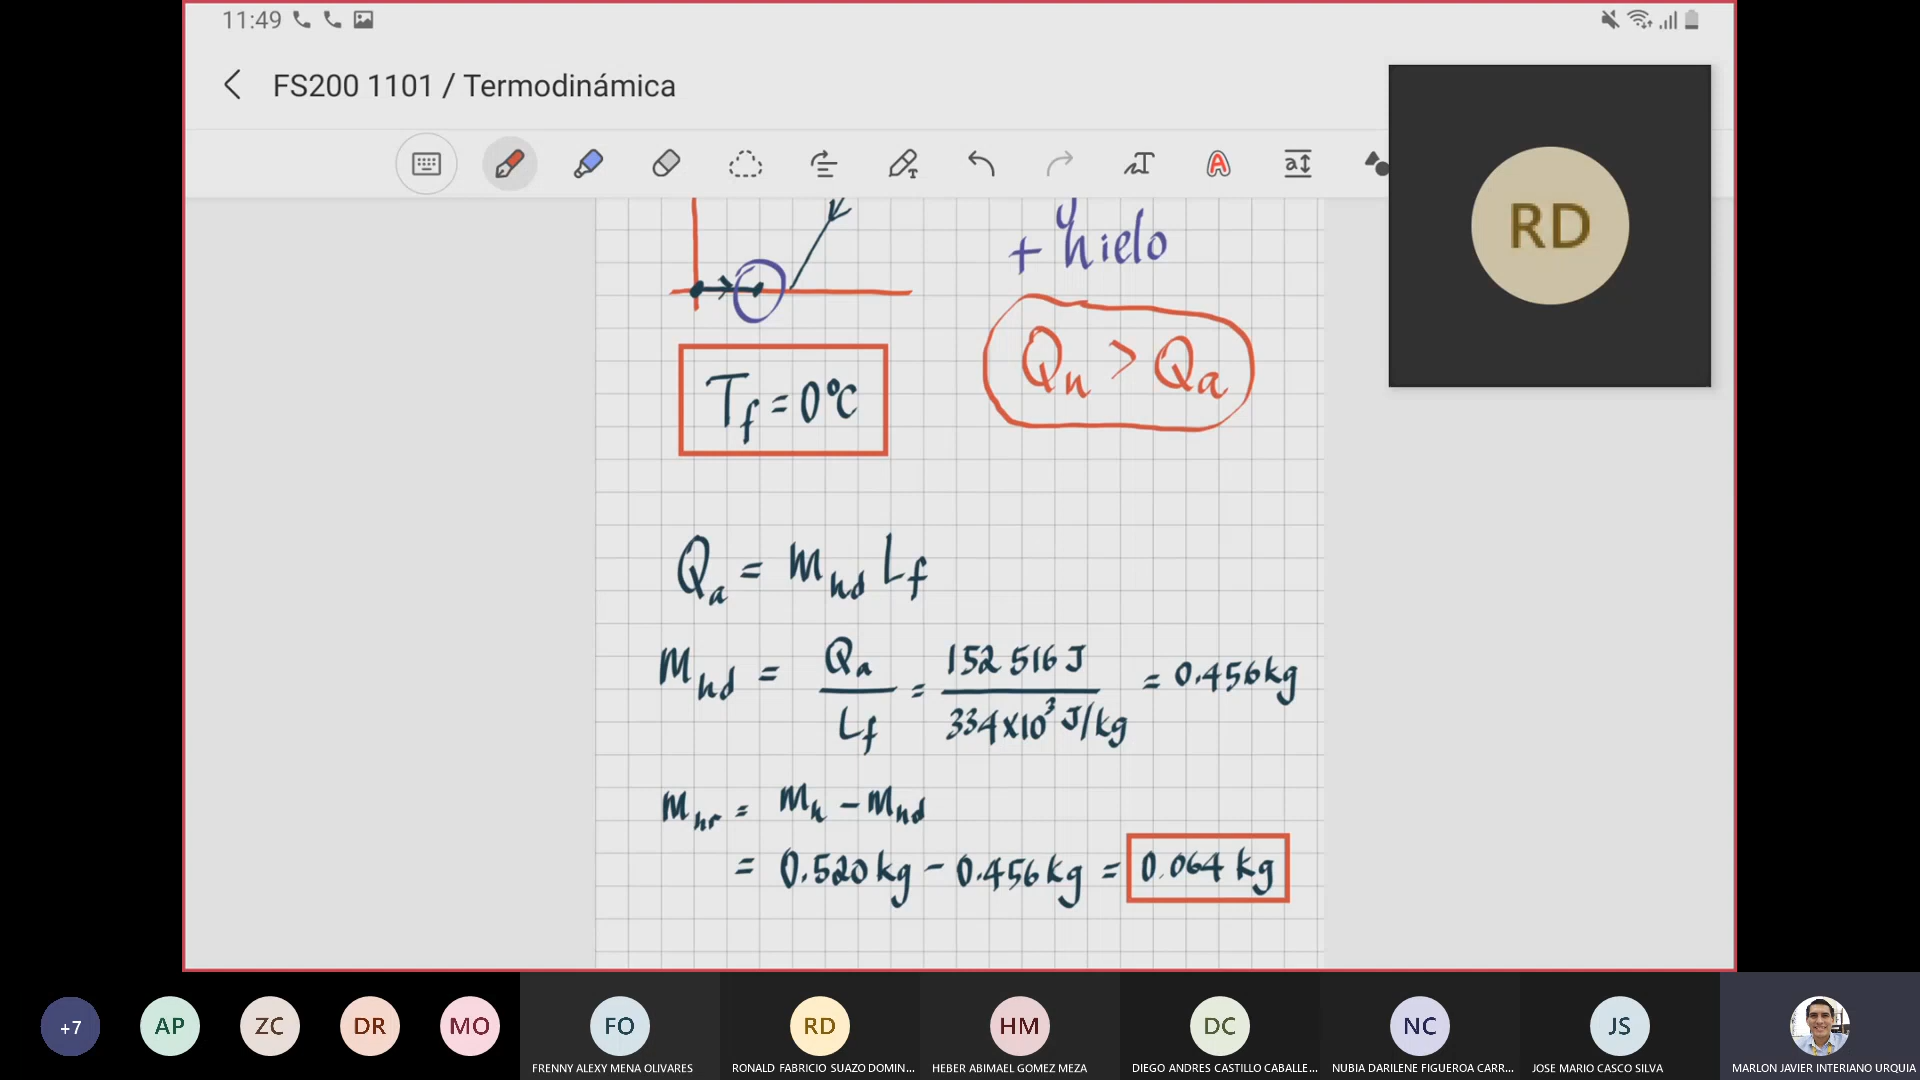 11:49
FS200 1101 / Termodinámica
+ hielo
Qh > Qa
Tf = 0°C
Qa = mhd Lf
mhd = Qa / Lf = 152 516 J / 334x10³ J/kg = 0.456 kg
mhr = mh - mhd
= 0.520 kg - 0.456 kg = 0.064 kg
RD
+7
AP
ZC
DR
MO
FO
RD
HM
DC
NC
JS
FRENNY ALEXY MENA OLIVARES
RONALD FABRICIO SUAZO DOMIN...
HEBER ABIMAEL GOMEZ MEZA
DIEGO ANDRES CASTILLO CABALLE...
NUBIA DARILENE FIGUEROA CARR...
JOSE MARIO CASCO SILVA
MARLON JAVIER INTERIANO URQUIA